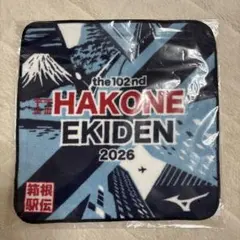 the 102nd
HAKONE
EKIDEN
2026
箱根
駅伝